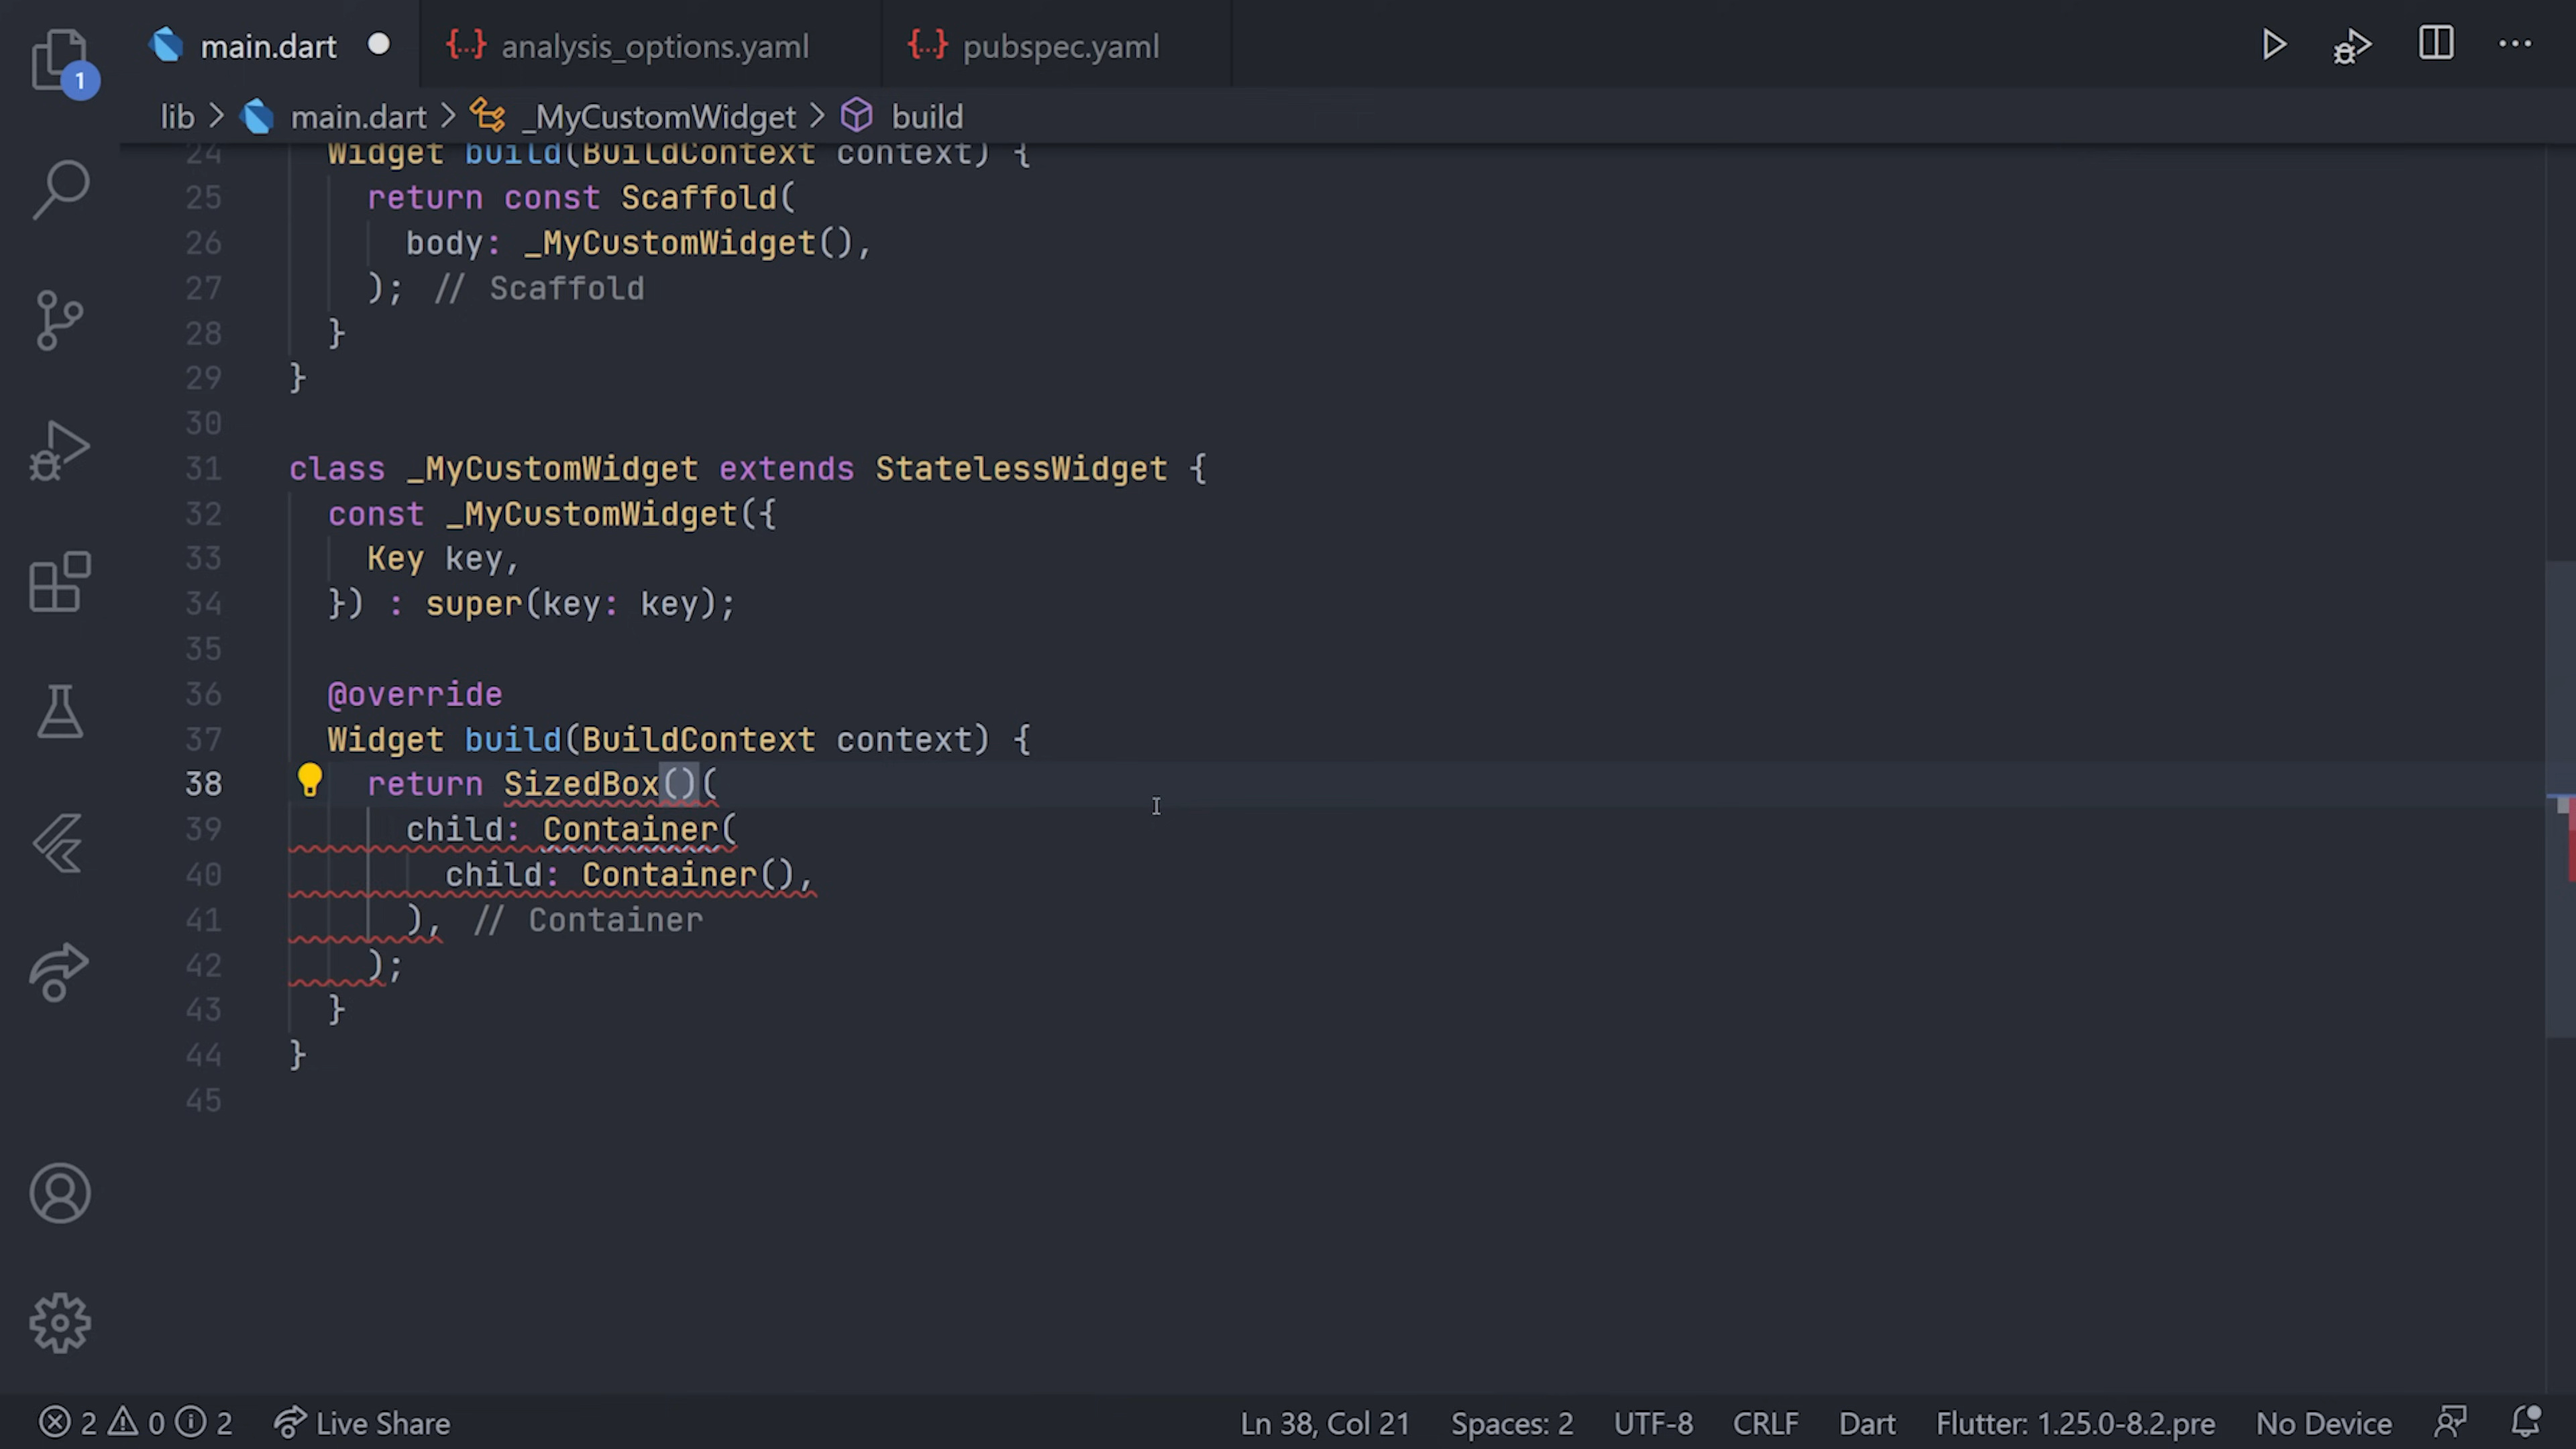 main.dart
{...} analysis_options.yaml
{...} pubspec.yaml
1
lib > main.dart > _MyCustomWidget > build
24 Widget build(BuildContext context) {
25 return const Scaffold(
26 body: _MyCustomWidget(),
27 ); // Scaffold
28 }
29 }
30
31 class _MyCustomWidget extends StatelessWidget {
32 const _MyCustomWidget({
33 Key key,
34 }) : super(key: key);
35
36 @override
37 Widget build(BuildContext context) {
38 return SizedBox()(
39 child: Container(
40 child: Container(),
41 ), // Container
42 );
43 }
44 }
45
2 0 2 Live Share Ln 38, Col 21 Spaces: 2 UTF-8 CRLF Dart Flutter: 1.25.0-8.2.pre No Device